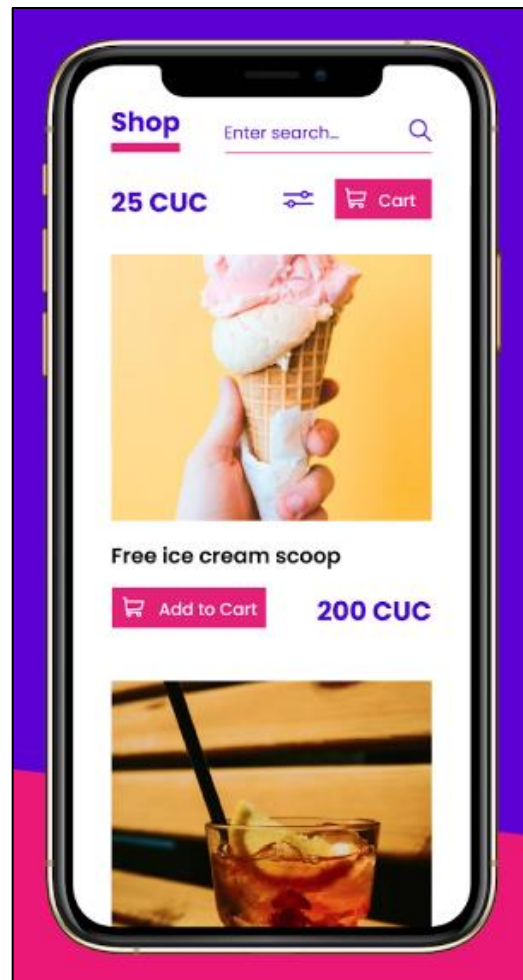 Shop
Enter search...
25 CUC
Cart
Free ice cream scoop
Add to Cart
200 CUC